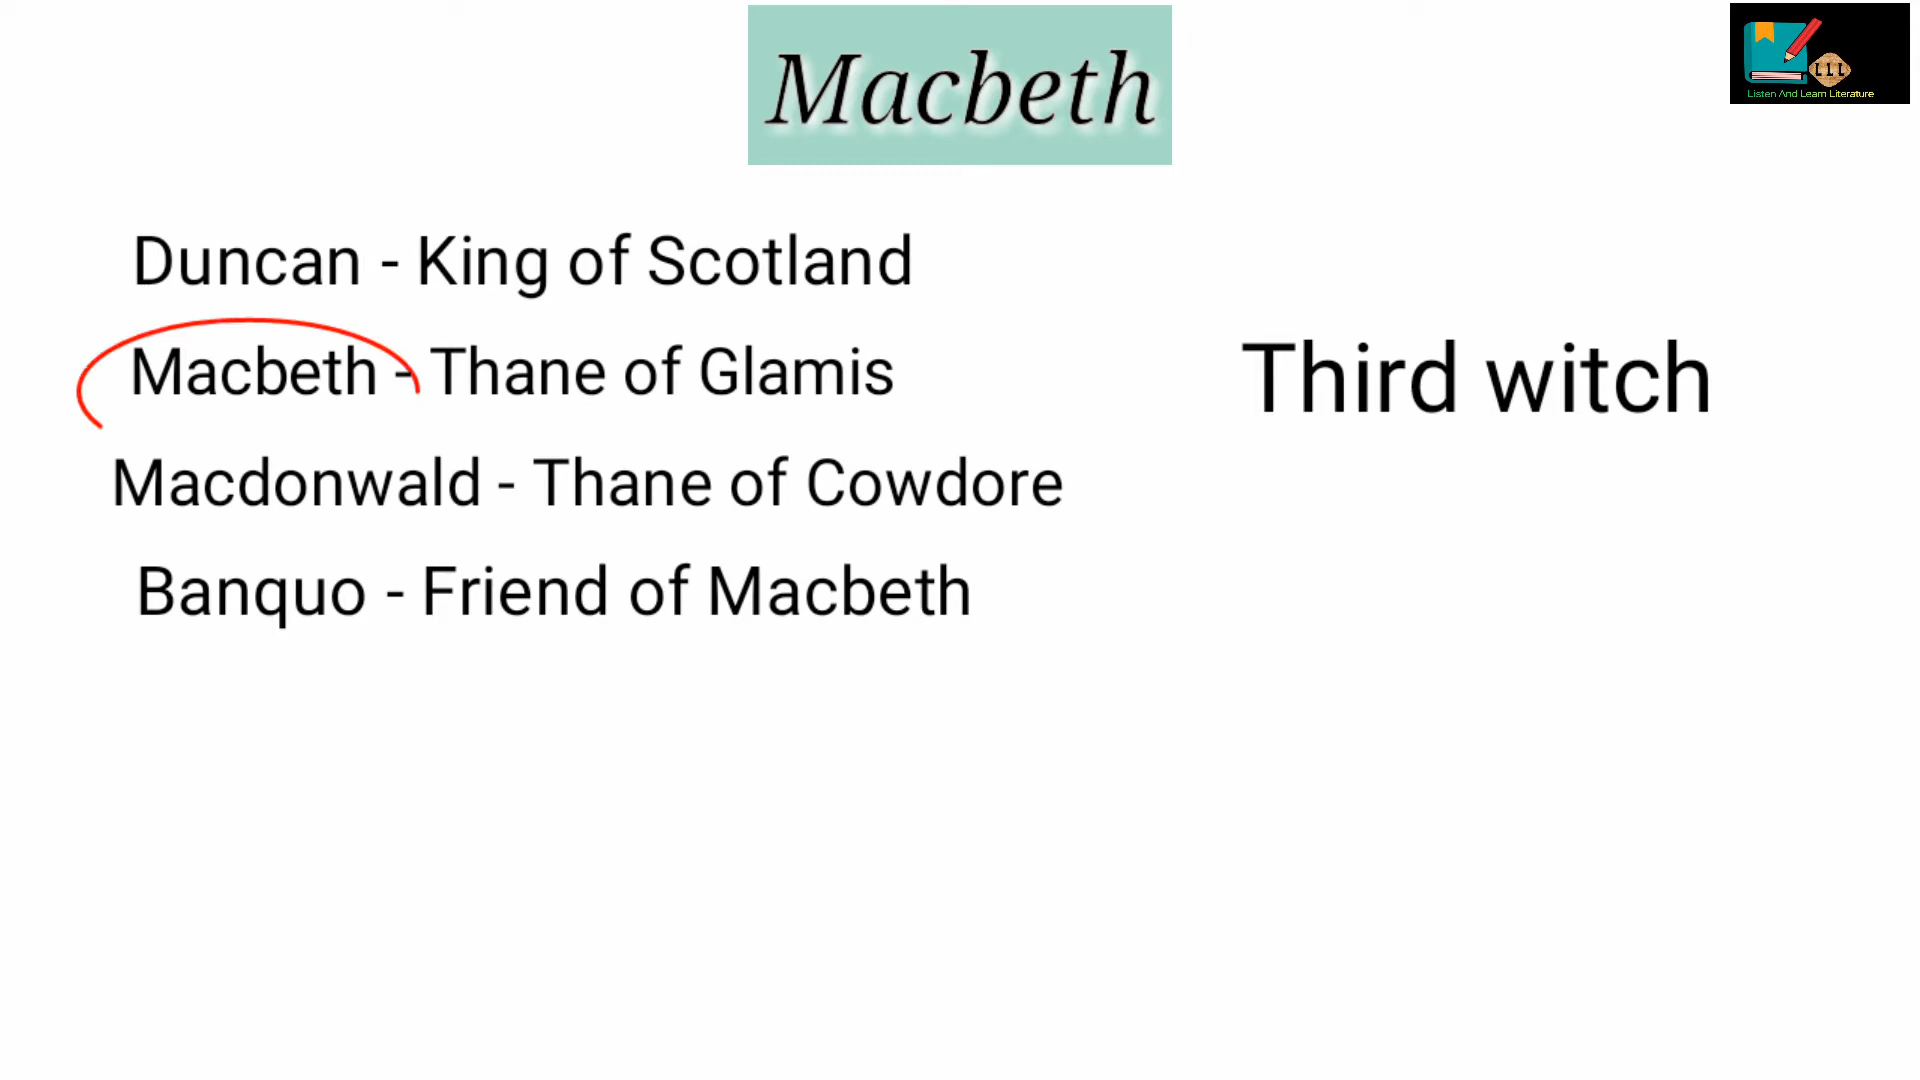 Macbeth
LLL
Listen And Learn Literature
Duncan - King of Scotland
Macbeth - Thane of Glamis
Third witch
Macdonwald - Thane of Cowdore
Banquo - Friend of Macbeth